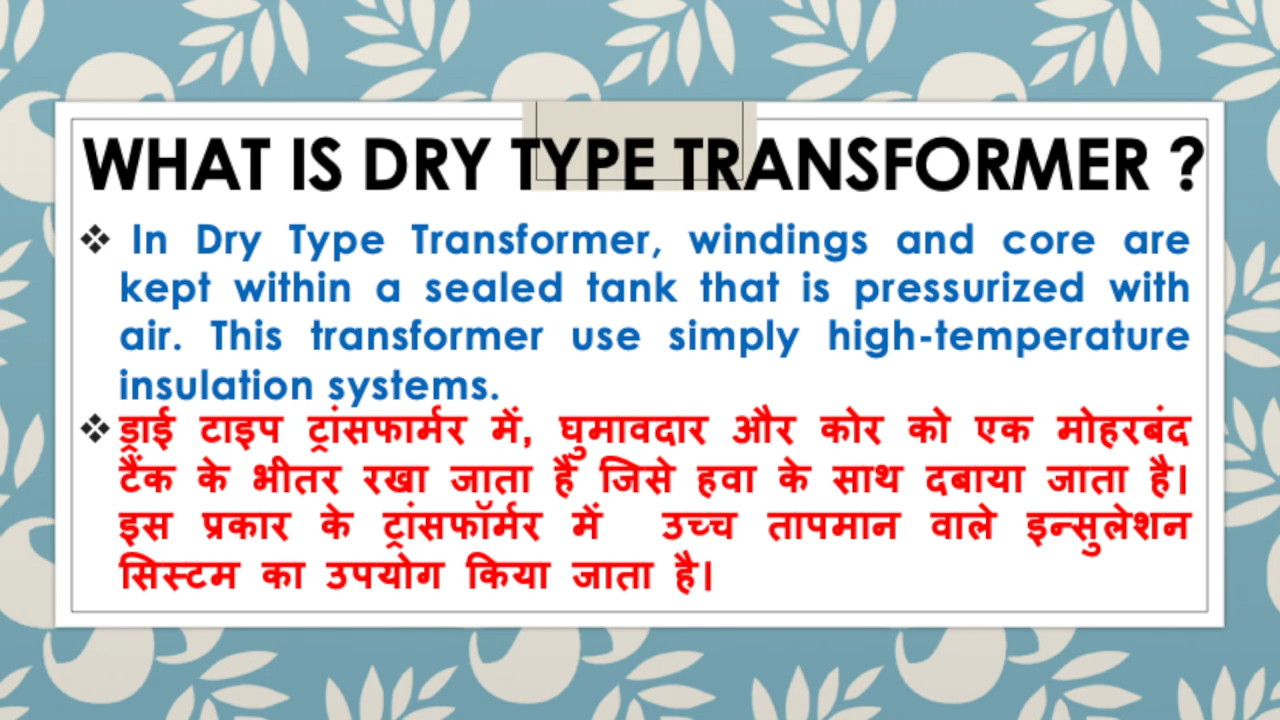 WHAT IS DRY TYPE TRANSFORMER ?
❖ In Dry Type Transformer, windings and core are
kept within a sealed tank that is pressurized with
air. This transformer use simply high-temperature
insulation systems.
❖ ड्राई टाइप ट्रांसफार्मर में, घुमावदार और कोर को एक मोहरबंद
टैंक के भीतर रखा जाता है जिसे हवा के साथ दबाया जाता है।
इस प्रकार के ट्रांसफॉर्मर में उच्च तापमान वाले इन्सुलेशन
सिस्टम का उपयोग किया जाता है।